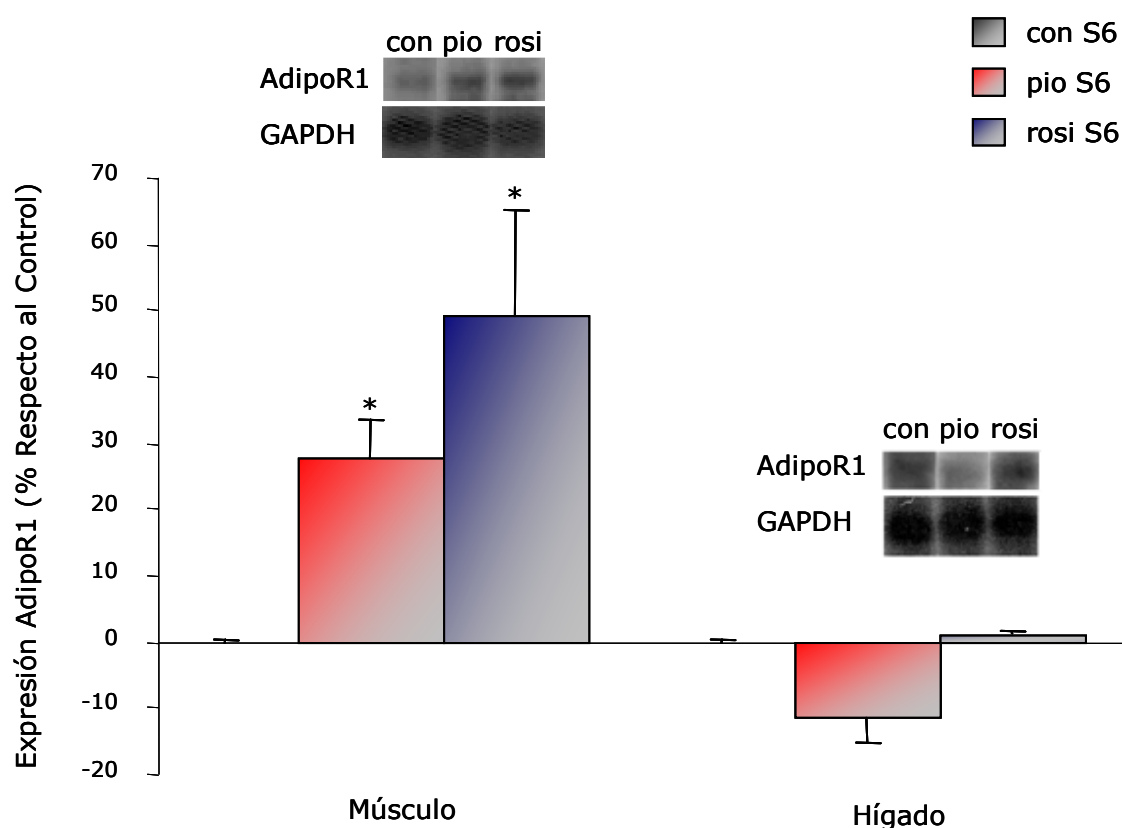 con S6
pio S6
rosi S6
con pio rosi
AdipoR1
GAPDH
Expresión AdipoR1 (% Respecto al Control)
70
*
60
50
40
*
30
con pio rosi
AdipoR1
20
GAPDH
10
0
-10
-20
Músculo
Hígado